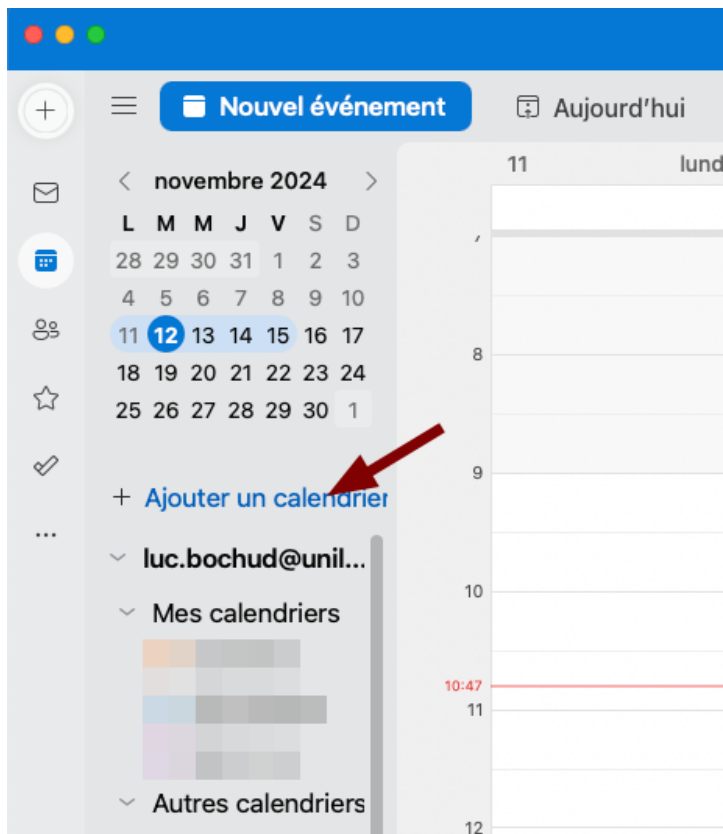 Nouvel événement Aujourd'hui
novembre 2024
L M M J V S D
28 29 30 31 1 2 3
4 5 6 7 8 9 10
11 12 13 14 15 16 17
18 19 20 21 22 23 24
25 26 27 28 29 30 1
+ Ajouter un calendrier
luc.bochud@unil...
Mes calendriers
Autres calendriers
11 lund
8
9
10
10:47
11
12